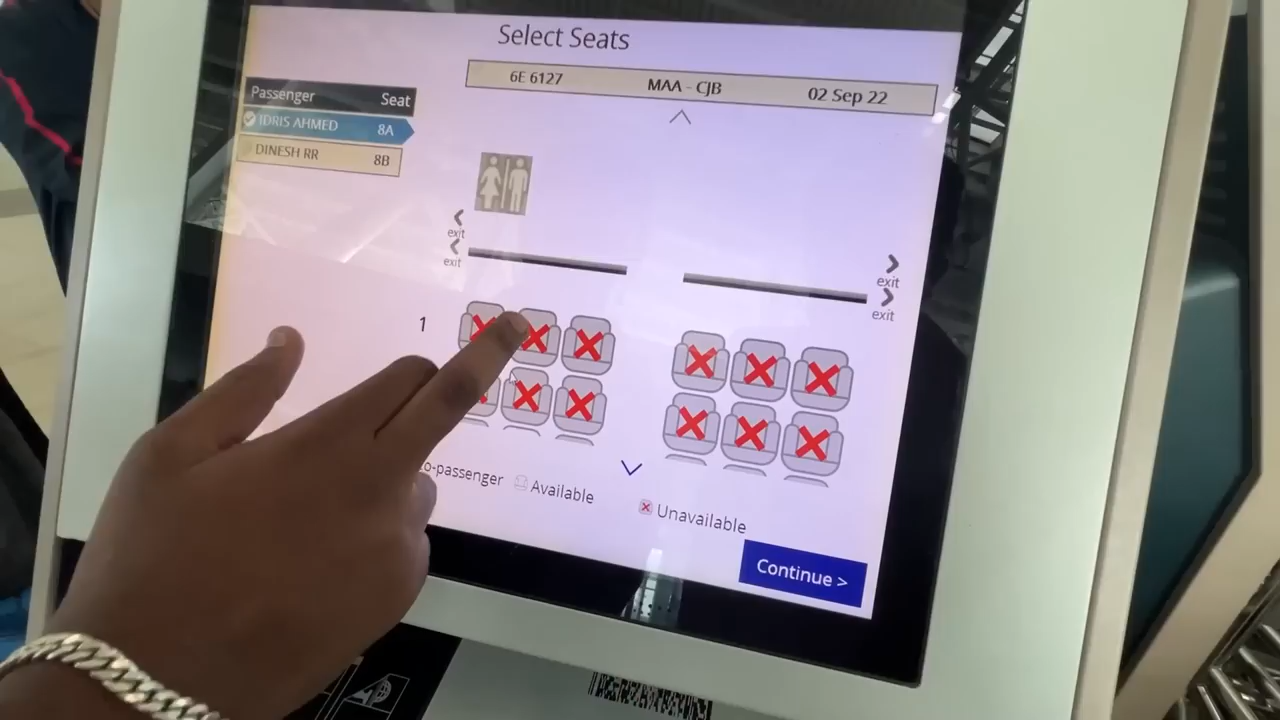 Select Seats
6E 6127 MAA - CJB 02 Sep 22
Passenger Seat
IDRIS AHMED 8A
DINESH RR 8B
exit
exit
exit
exit
1
o-passenger Available Unavailable
Continue >